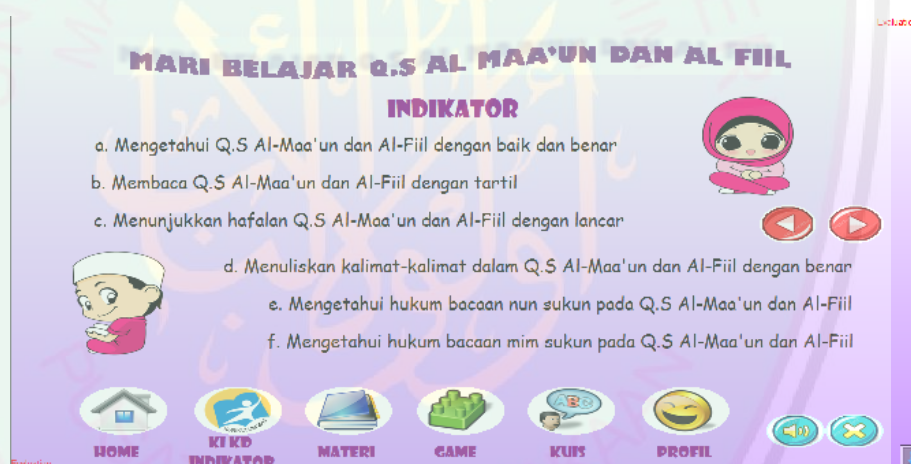 Evaluatio
MARI BELAJAR Q.S AL MAA'UN DAN AL FIIL
INDIKATOR
a. Mengetahui Q.S Al-Maa'un dan Al-Fiil dengan baik dan benar
b. Membaca Q.S Al-Maa'un dan Al-Fiil dengan tartil
c. Menunjukkan hafalan Q.S Al-Maa'un dan Al-Fiil dengan lancar
d. Menuliskan kalimat-kalimat dalam Q.S Al-Maa'un dan Al-Fiil dengan benar
e. Mengetahui hukum bacaan nun sukun pada Q.S Al-Maa'un dan Al-Fiil
f. Mengetahui hukum bacaan mim sukun pada Q.S Al-Maa'un dan Al-Fiil
ABC
HOME
KI KD
INDIKATOR
MATERI
GAME
KUIS
PROFIL